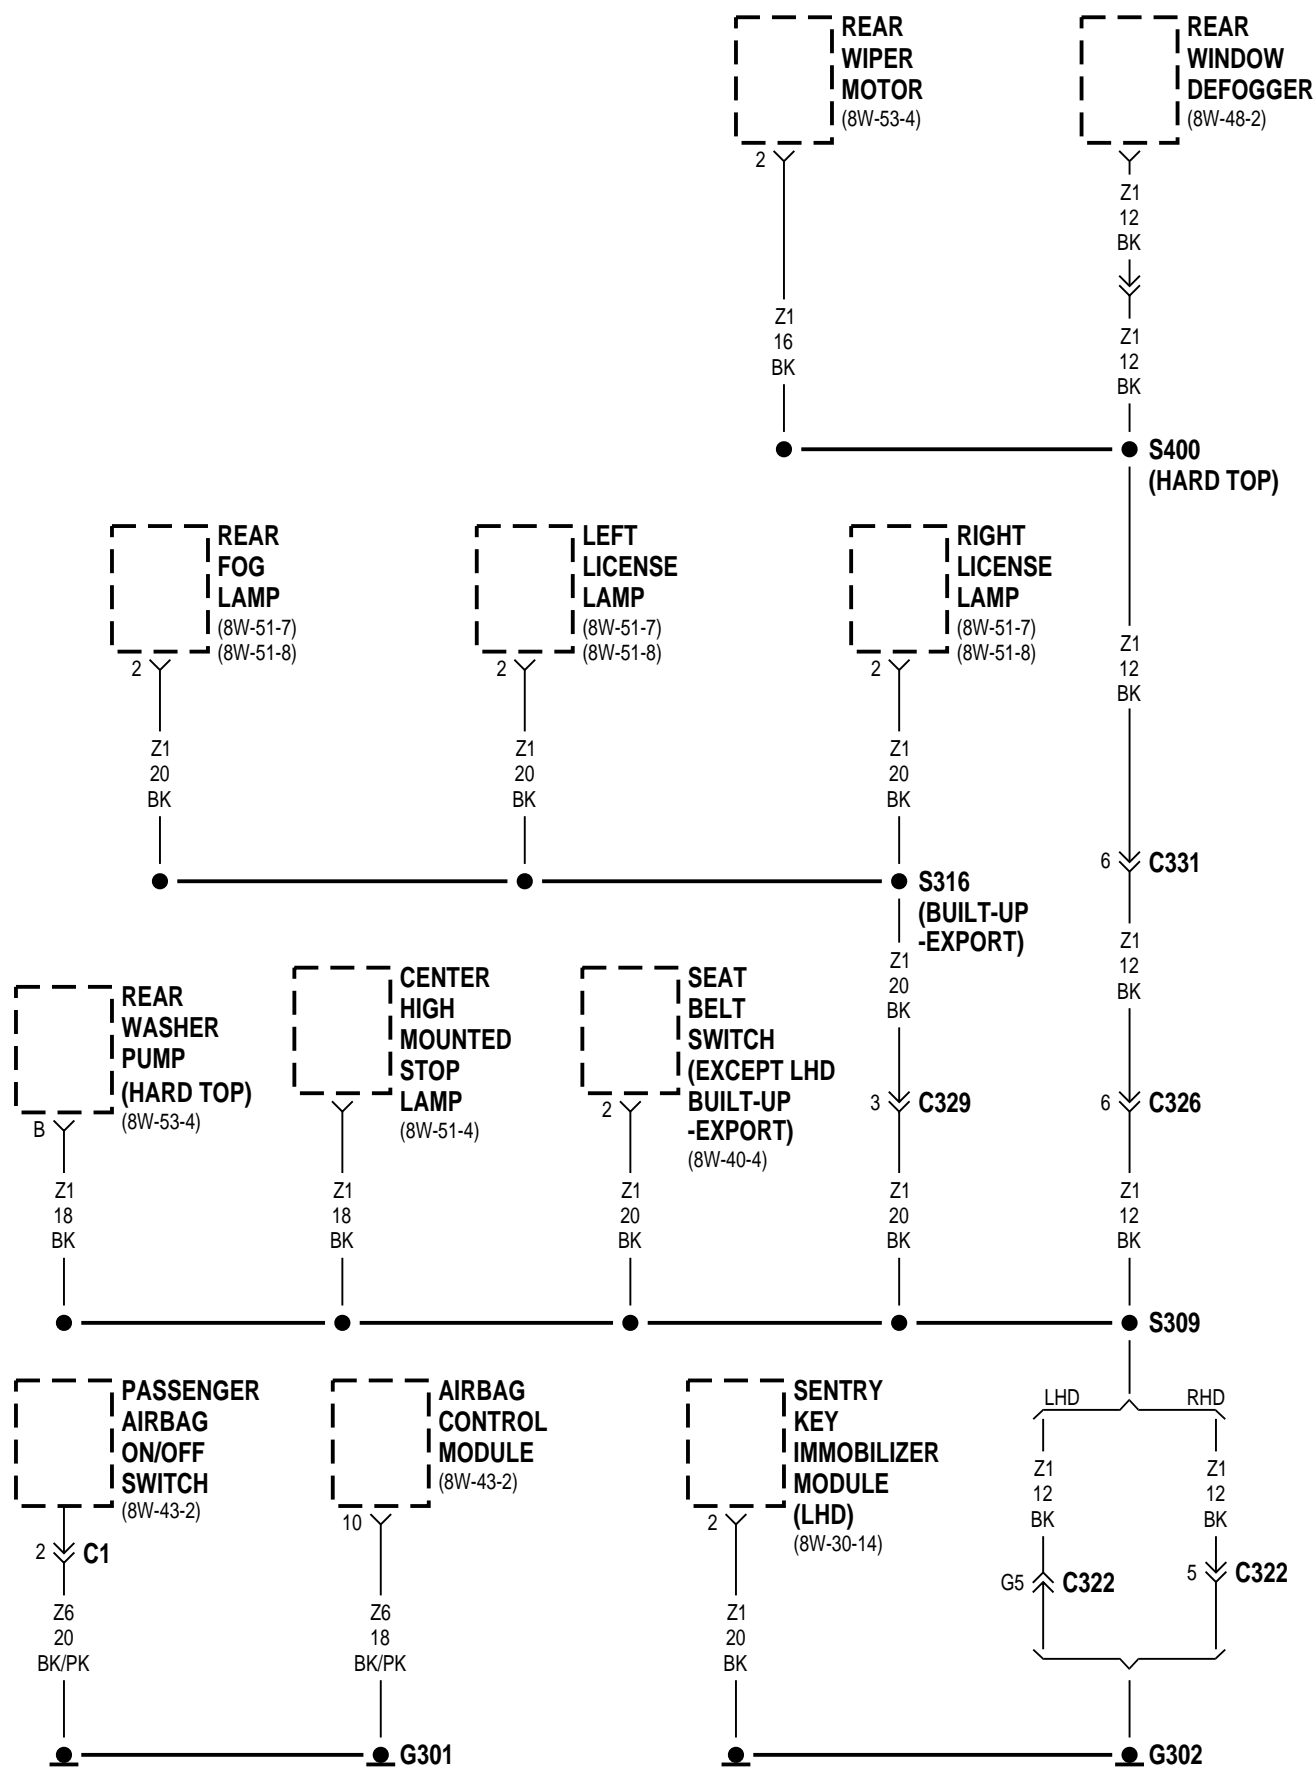 REAR
WIPER
MOTOR
(8W-53-4)
2
Z1
16
BK
REAR
WINDOW
DEFOGGER
(8W-48-2)
Z1
12
BK
Z1
12
BK
S400
(HARD TOP)
REAR
FOG
LAMP
(8W-51-7)
(8W-51-8)
2
Z1
20
BK
LEFT
LICENSE
LAMP
(8W-51-7)
(8W-51-8)
2
Z1
20
BK
RIGHT
LICENSE
LAMP
(8W-51-7)
(8W-51-8)
2
Z1
20
BK
Z1
12
BK
6
C331
S316
(BUILT-UP
-EXPORT)
Z1
20
BK
Z1
12
BK
REAR
WASHER
PUMP
(HARD TOP)
(8W-53-4)
B
Z1
18
BK
CENTER
HIGH
MOUNTED
STOP
LAMP
(8W-51-4)
Z1
18
BK
SEAT
BELT
SWITCH
(EXCEPT LHD
BUILT-UP
-EXPORT)
(8W-40-4)
2
Z1
20
BK
3
C329
Z1
20
BK
6
C326
Z1
12
BK
S309
PASSENGER
AIRBAG
ON/OFF
SWITCH
(8W-43-2)
2
C1
Z6
20
BK/PK
AIRBAG
CONTROL
MODULE
(8W-43-2)
10
Z6
18
BK/PK
G301
SENTRY
KEY
IMMOBILIZER
MODULE
(LHD)
(8W-30-14)
2
Z1
20
BK
LHD
RHD
Z1
12
BK
Z1
12
BK
G5
C322
5
C322
G302